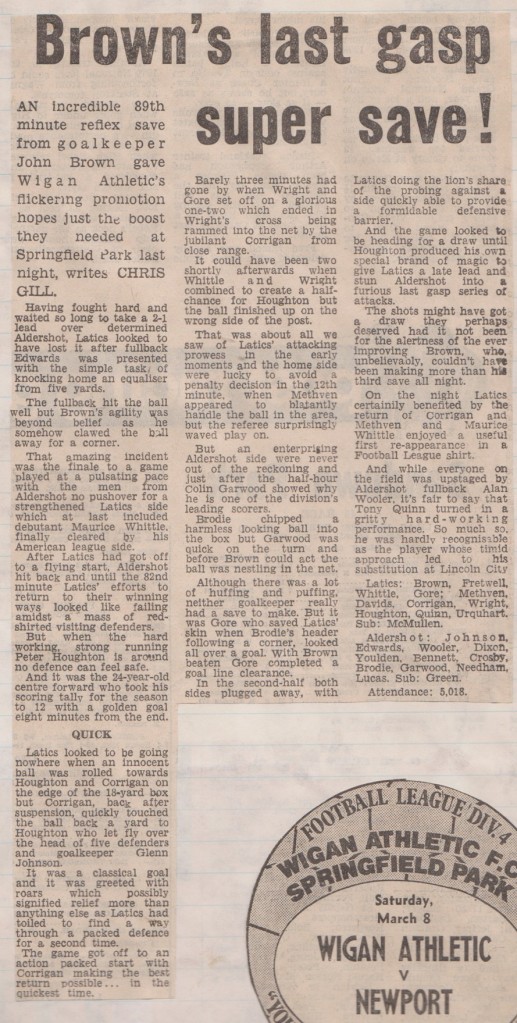 Brown's last gasp
super save!
AN incredible 89th
minute reflex save
from goalkeeper
John Brown gave
Wigan Athletic's
flickering promotion
hopes just the boost
they needed at
Springfield Park last
night, writes CHRIS
GILL.
Having fought hard and
waited so long to take a 2-1
lead over determined
Aldershot, Latics looked to
have lost it after fullback
Edwards was presented
with the simple task of
knocking home an equaliser
from five yards.
The fullback hit the ball
well but Brown's agility was
beyond belief as he
somehow clawed the ball
away for a corner.
That amazing incident
was the finale to a game
played at a pulsating pace
with the men from
Aldershot no pushover for a
strengthened Latics side
which at last included
debutant Maurice Whittle,
finally cleared by his
American league side.
After Latics had got off
to a flying start, Aldershot
hit back and until the 82nd
minute Latics' efforts to
return to their winning
ways looked like failing
amidst a mass of red-
shirted visiting defenders.
But when the hard
working, strong running
Peter Houghton is around
no defence can feel safe.
And it was the 24-year-old
centre forward who took his
scoring tally for the season
to 12 with a golden goal
eight minutes from the end.
QUICK
Latics looked to be going
nowhere when an innocent
ball was rolled towards
Houghton and Corrigan on
the edge of the 18-yard box
but Corrigan, back after
suspension, quickly touched
the ball back a yard to
Houghton who let fly over
the head of five defenders
and goalkeeper Glenn
Johnson.
It was a classical goal
and it was greeted with
roars which possibly
signified relief more than
anything else as Latics had
toiled to find a way
through a packed defence
for a second time.
The game got off to an
action packed start with
Corrigan making the best
return possible... in the
quickest time.
Barely three minutes had
gone by when Wright and
Gore set off on a glorious
one-two which ended in
Wright's cross being
rammed into the net by the
jubilant Corrigan from
close range.
It could have been two
shortly afterwards when
Whittle and Wright
combined to create a half-
chance for Houghton but
the ball finished up on the
wrong side of the post.
That was about all we
saw of Latics' attacking
prowess in the early
moments and the home side
were lucky to avoid a
penalty decision in the 12th
minute, when Methven
appeared to blatantly
handle the ball in the area,
but the referee surprisingly
waved play on.
But an enterprising
Aldershot side were never
out of the reckoning and
just after the half-hour
Colin Garwood showed why
he is one of the division's
leading scorers.
Brodie chipped a
harmless looking ball into
the box but Garwood was
quick on the turn and
before Brown could act the
ball was nestling in the net.
Although there was a lot
of huffing and puffing,
neither goalkeeper really
had a save to make. But it
was Gore who saved Latics'
skin when Brodie's header
following a corner, looked
all over a goal. With Brown
beaten Gore completed a
goal line clearance.
In the second-half both
sides plugged away, with
Latics doing the lion's share
of the probing against a
side quickly able to provide
a formidable defensive
barrier.
And the game looked to
be heading for a draw until
Houghton produced his own
special brand of magic to
give Latics a late lead and
stun Aldershot into a
furious last gasp series of
attacks.
The shots might have got
a draw they perhaps
deserved had it not been
for the alertness of the ever
improving Brown, who,
unbelievably, couldn't have
been making more than his
third save all night.
On the night Latics
certainily benefited by the
return of Corrigan and
Methven and Maurice
Whittle enjoyed a useful
first re-appearance in a
Football League shirt.
And while everyone on
the field was upstaged by
Aldershot fullback Alan
Wooler, it's fair to say that
Tony Quinn turned in a
gritty hard-working
performance. So much so,
he was hardly recognisable
as the player whose timid
approach led to his
substitution at Lincoln City
Latics: Brown, Fretwell,
Whittle, Gore; Methven,
Davids, Corrigan, Wright,
Houghton, Quinn, Urquhart.
Sub: McMullen.
Aldershot: Johnson,
Edwards, Wooler, Dixon,
Youlden, Bennett, Crosby,
Brodie, Garwood, Needham,
Lucas. Sub: Green.
Attendance: 5,018.
FOOTBALL LEAGUE DIV. 4
WIGAN ATHLETIC F.C
SPRINGFIELD PARK
Saturday,
March 8
WIGAN ATHLETIC
v
NEWPORT
"YOU